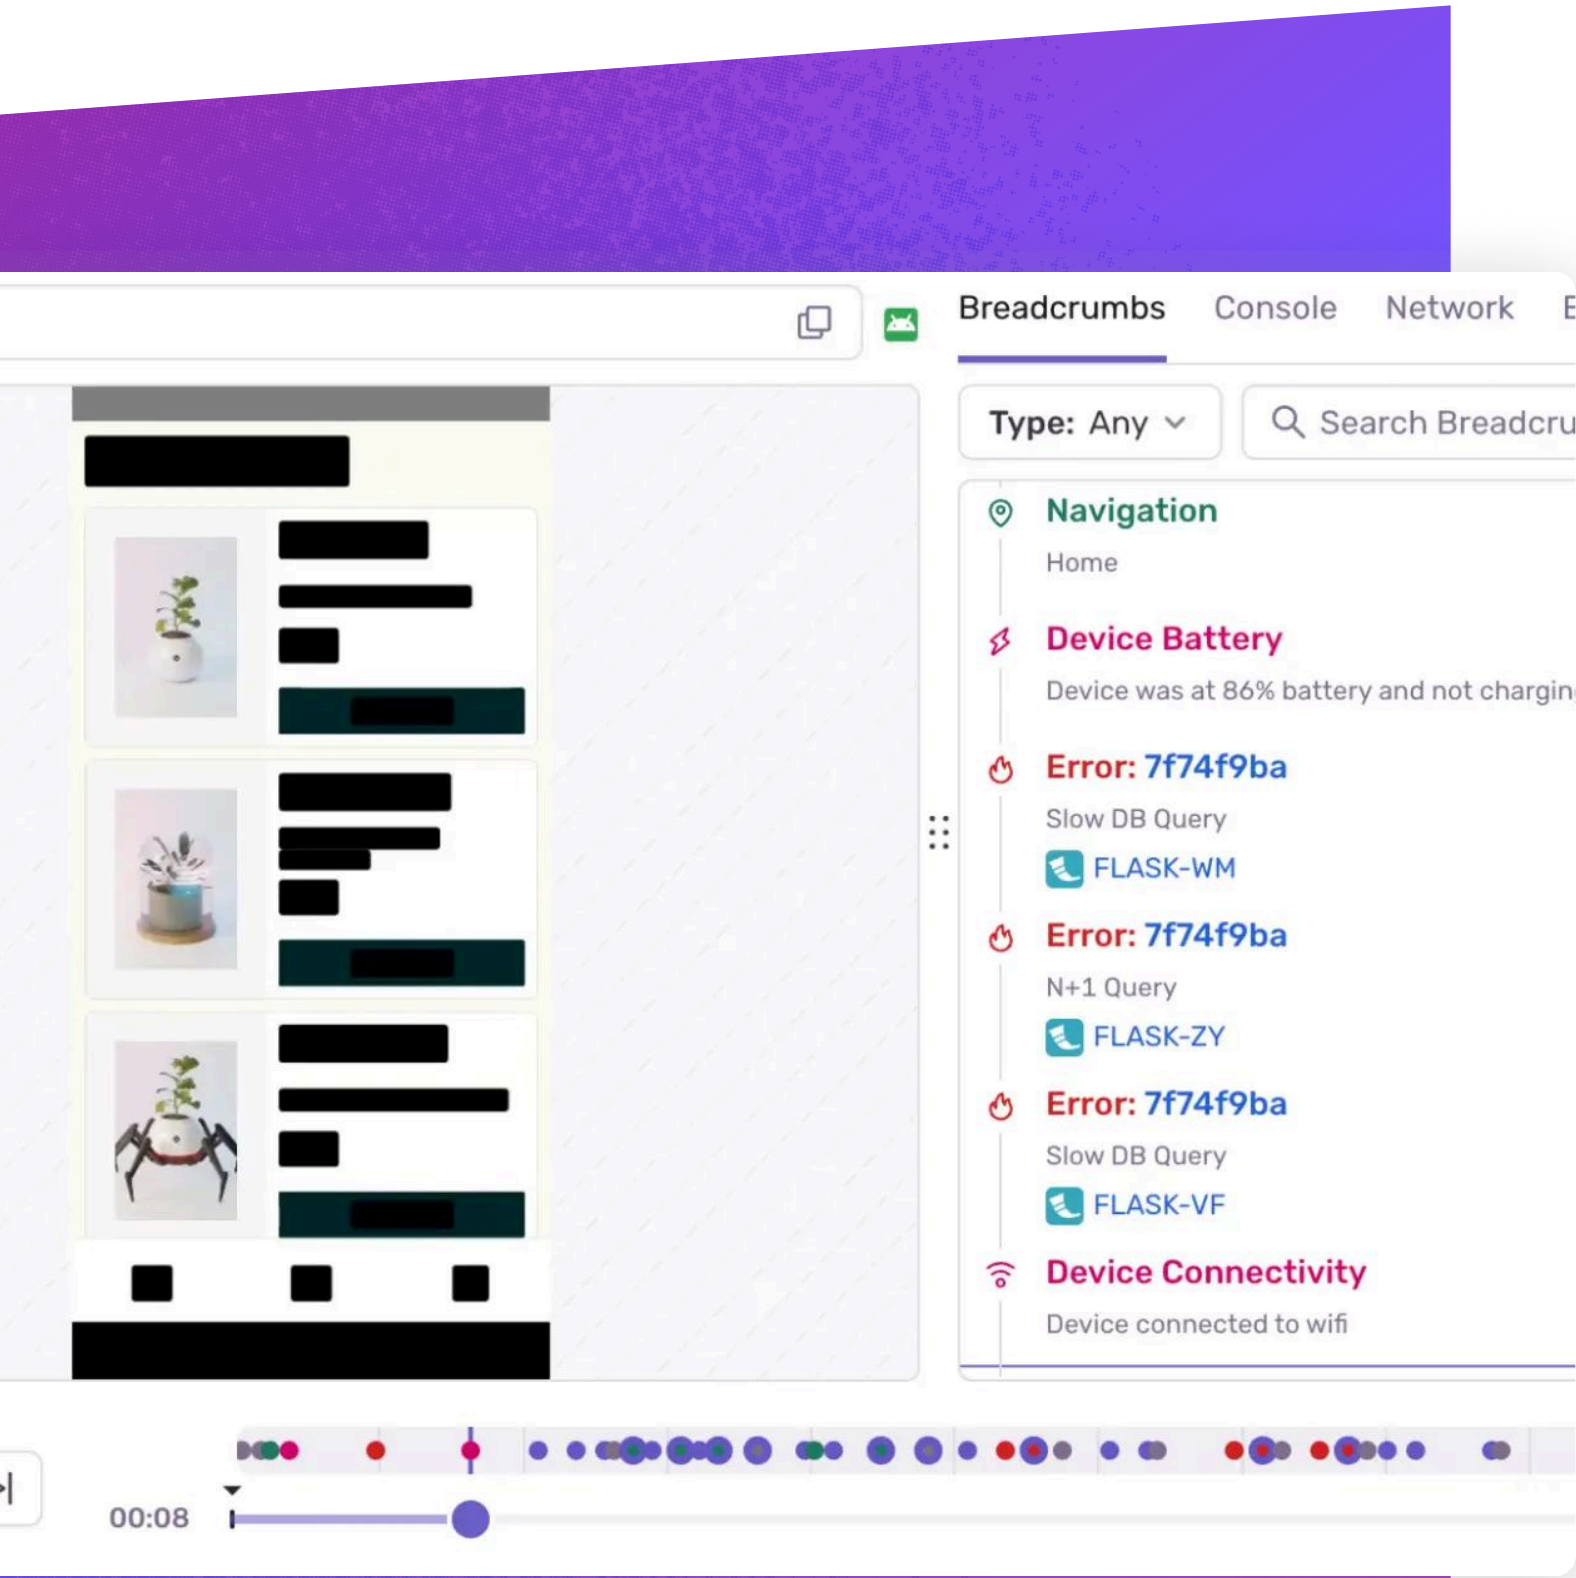 Breadcrumbs Console Network
Type: Any
Search
Navigation
Home
Device Battery
Device was at 86% battery and not
Error: 7f74f9ba
Slow DB Query
FLASK-WM
Error: 7f74f9ba
N+1 Query
FLASK-ZY
Error: 7f74f9ba
Slow DB Query
FLASK-VF
Device Connectivity
Device connected to wifi
00:08